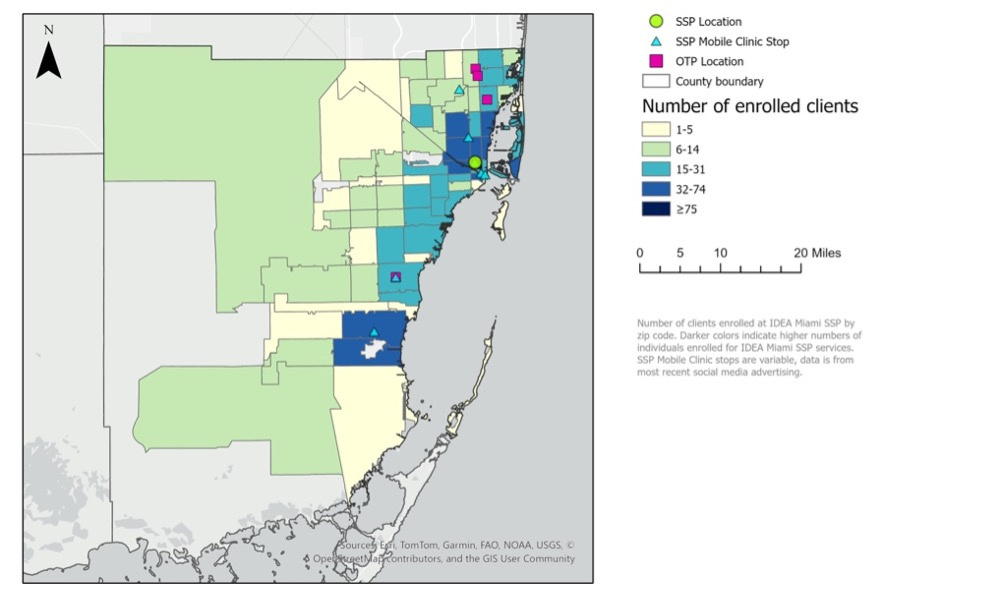 N
SSP Location
SSP Mobile Clinic Stop
OTP Location
County boundary
Number of enrolled clients
1-5
6-14
15-31
32-74
≥75
0 5 10 20 Miles
Number of clients enrolled at IDEA Miami SSP by
zip code. Darker colors indicate higher numbers of
individuals enrolled for IDEA Miami SSP services.
SSP Mobile Clinic stops are variable, data is from
most recent social media advertising.
Sources: Esri, TomTom, Garmin, FAO, NOAA, USGS, ©
OpenStreetMap contributors, and the GIS User Community